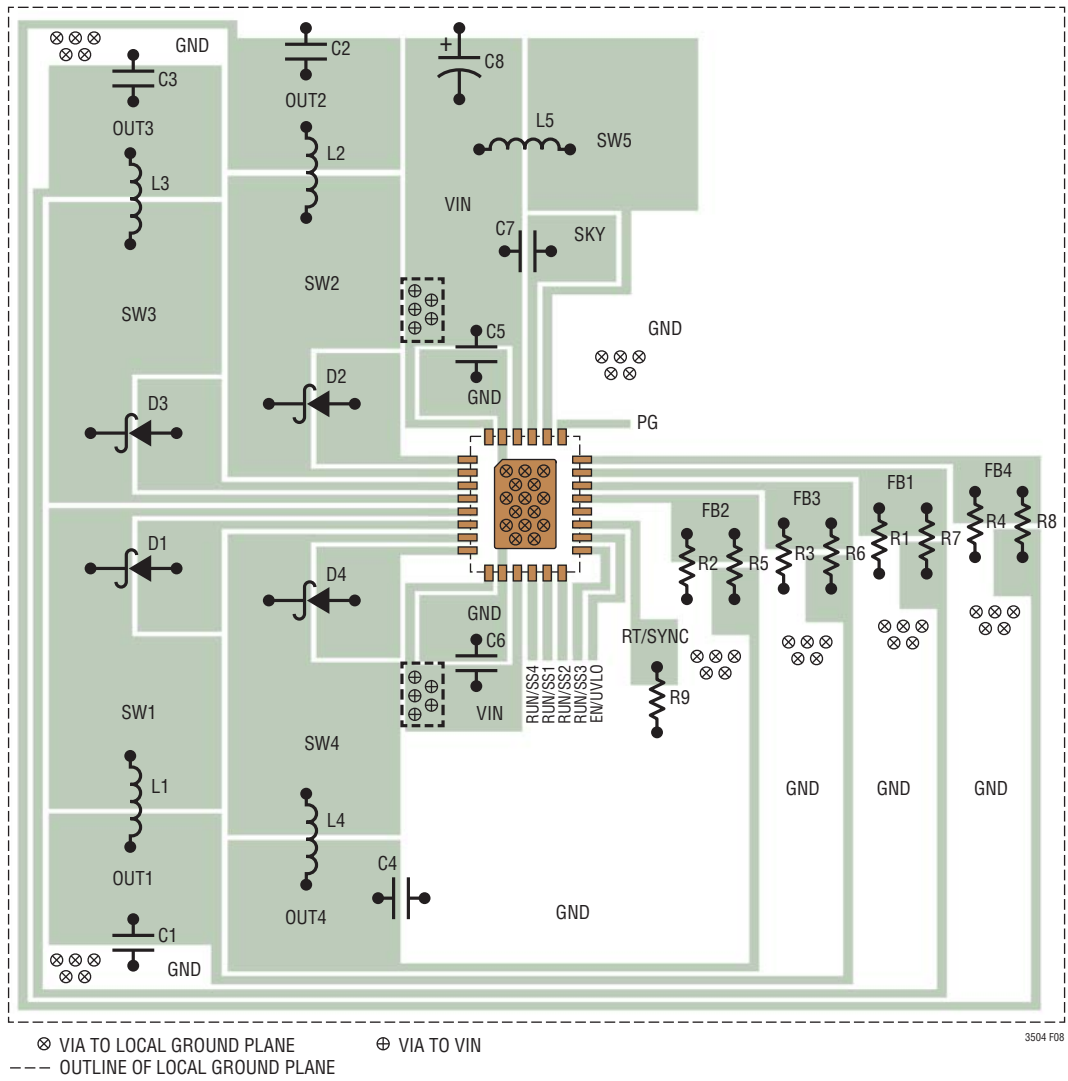 GND
C2
+
C8
C3
OUT2
L5
SW5
OUT3
L2
L3
VIN
C7
SKY
SW2
SW3
GND
C5
D2
GND
D3
PG
FB4
FB1
FB3
FB2
R4
R8
R1
R7
R3
R6
R2
R5
D1
D4
GND
C6
RT/SYNC
R9
RUN/SS4
RUN/SS1
RUN/SS2
RUN/SS3
EN/UVLO
SW1
VIN
SW4
L1
GND
GND
GND
L4
C4
OUT1
OUT4
GND
C1
GND
VIA TO LOCAL GROUND PLANE
VIA TO VIN
OUTLINE OF LOCAL GROUND PLANE
3504 F08